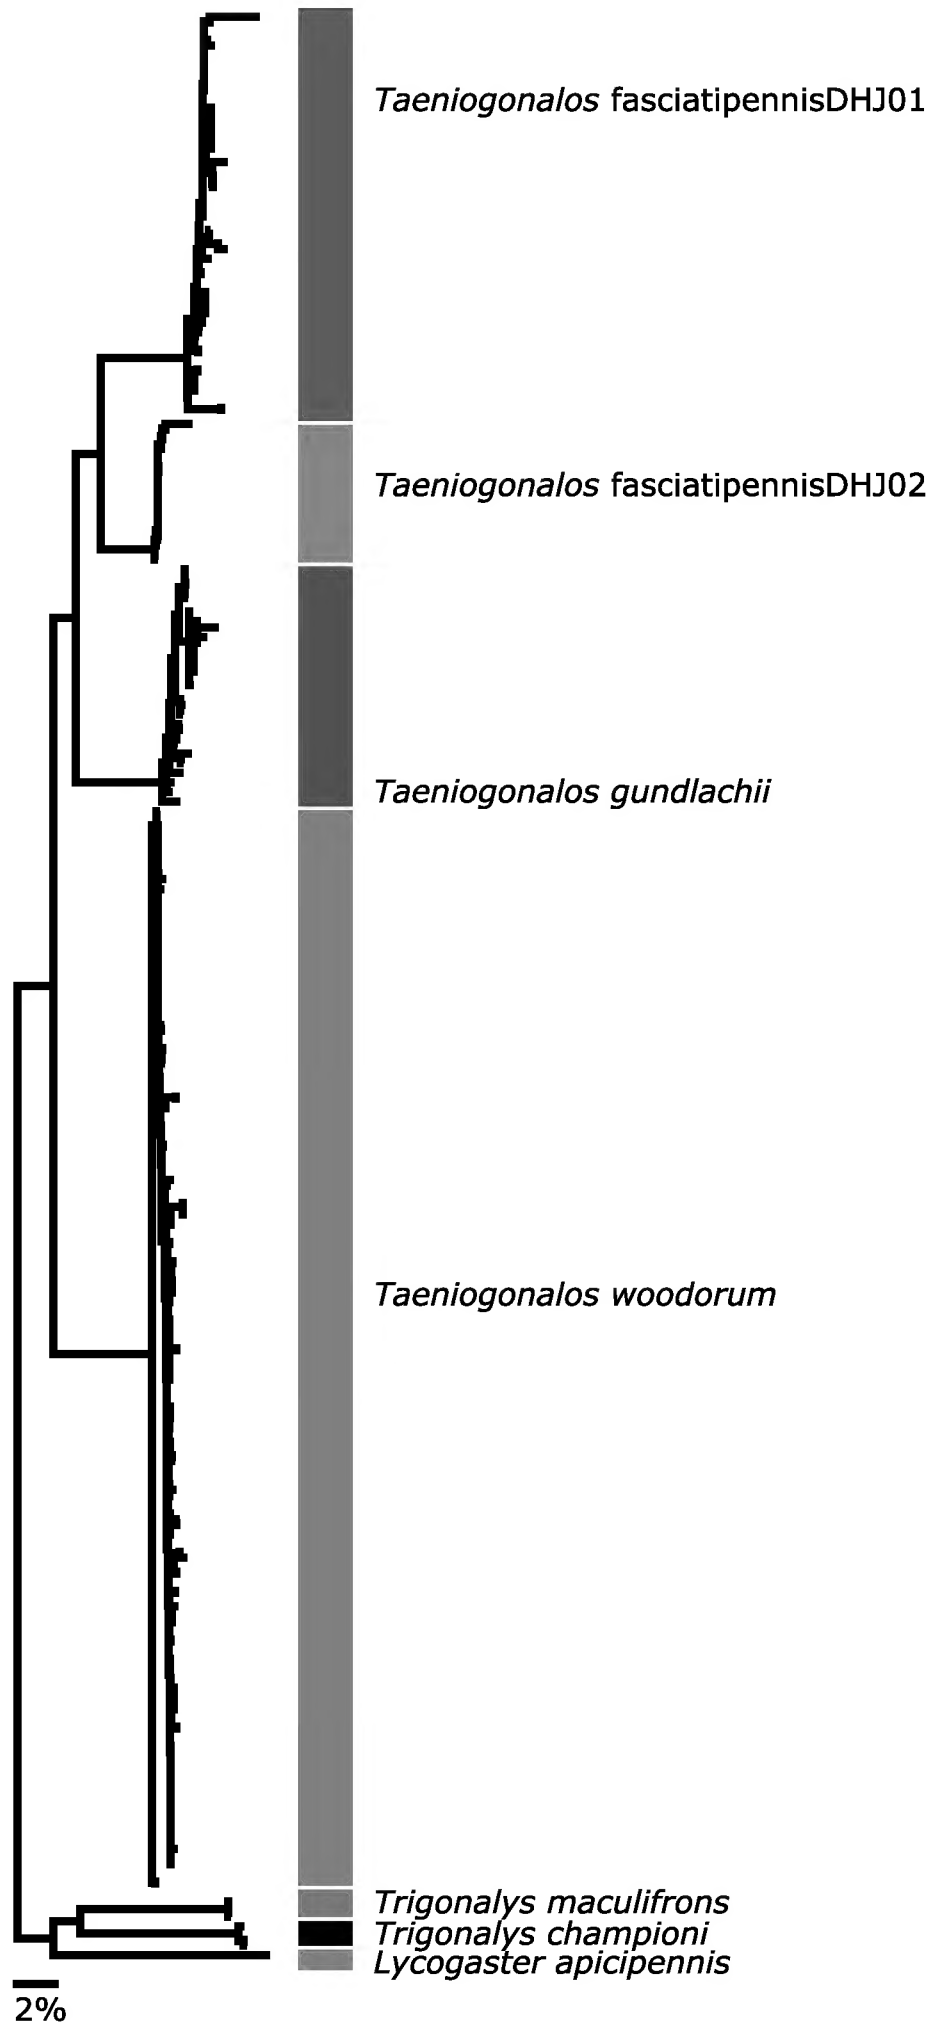 Taeniogonalos fasciatipennisDHJ01
Taeniogonalos fasciatipennisDHJ02
Taeniogonalos gundlachii
Taeniogonalos woodorum
Trigonalys maculifrons
Trigonalys championi
Lycogaster apicipennis
2%